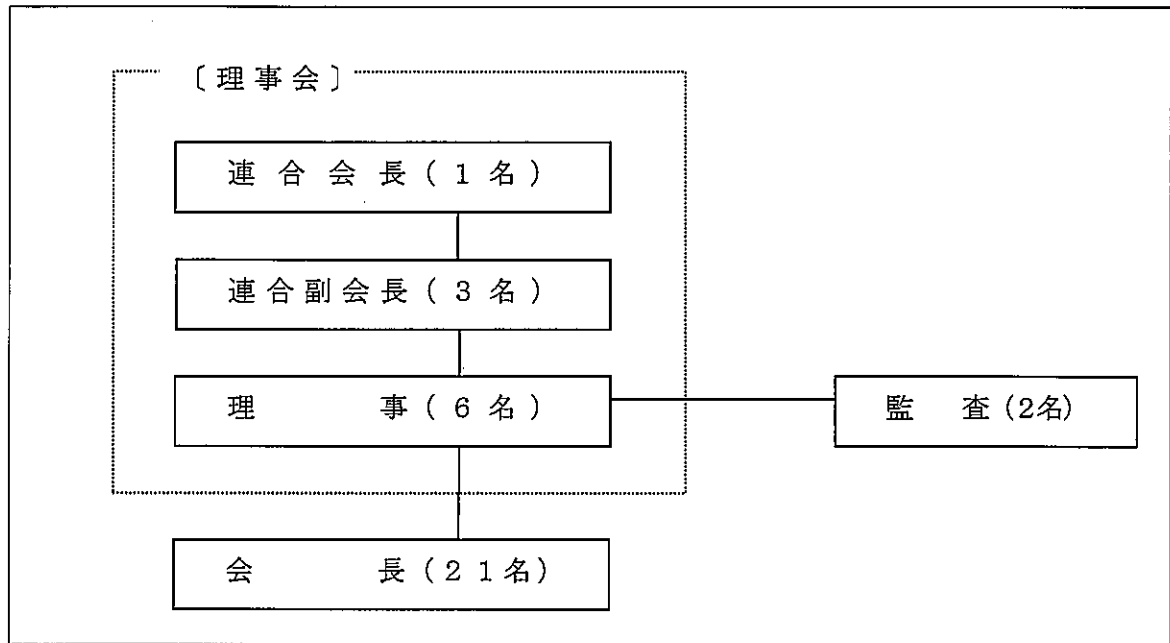 〔理事会〕
連合会長(1名)
連合副会長(3名)
理事(6名)
監査(2名)
会長(21名)